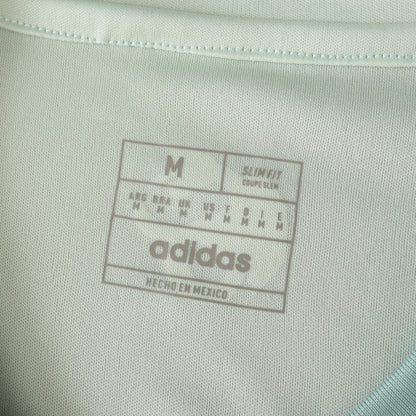 M
SLIM FIT
COUPE SLIM
ARG BRA UK US F D I E
M M M M M M M M
adidas
HECHO EN MEXICO